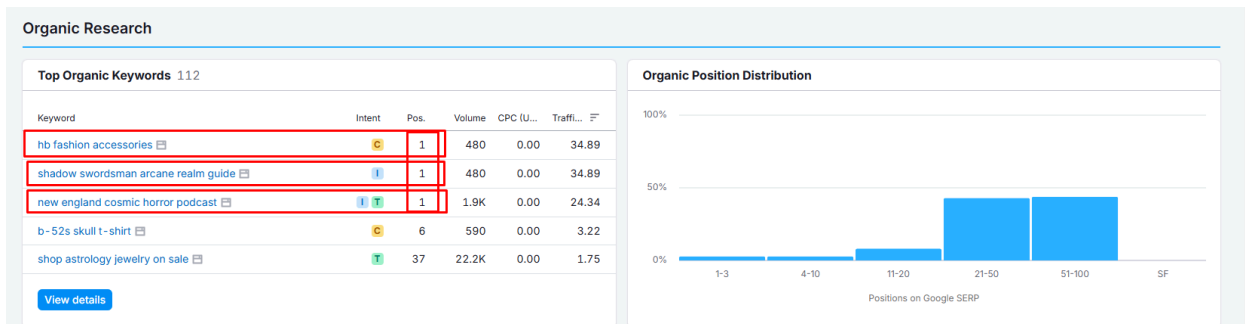 Organic Research
Top Organic Keywords 112
Keyword Intent Pos. Volume CPC (U... Traffi...
hb fashion accessories C 1 480 0.00 34.89
shadow swordsman arcane realm guide I 1 480 0.00 34.89
new england cosmic horror podcast I T 1 1.9K 0.00 24.34
b-52s skull t-shirt C 6 590 0.00 3.22
shop astrology jewelry on sale T 37 22.2K 0.00 1.75
View details
Organic Position Distribution
100%
50%
0%
1-3 4-10 11-20 21-50 51-100 SF
Positions on Google SERP